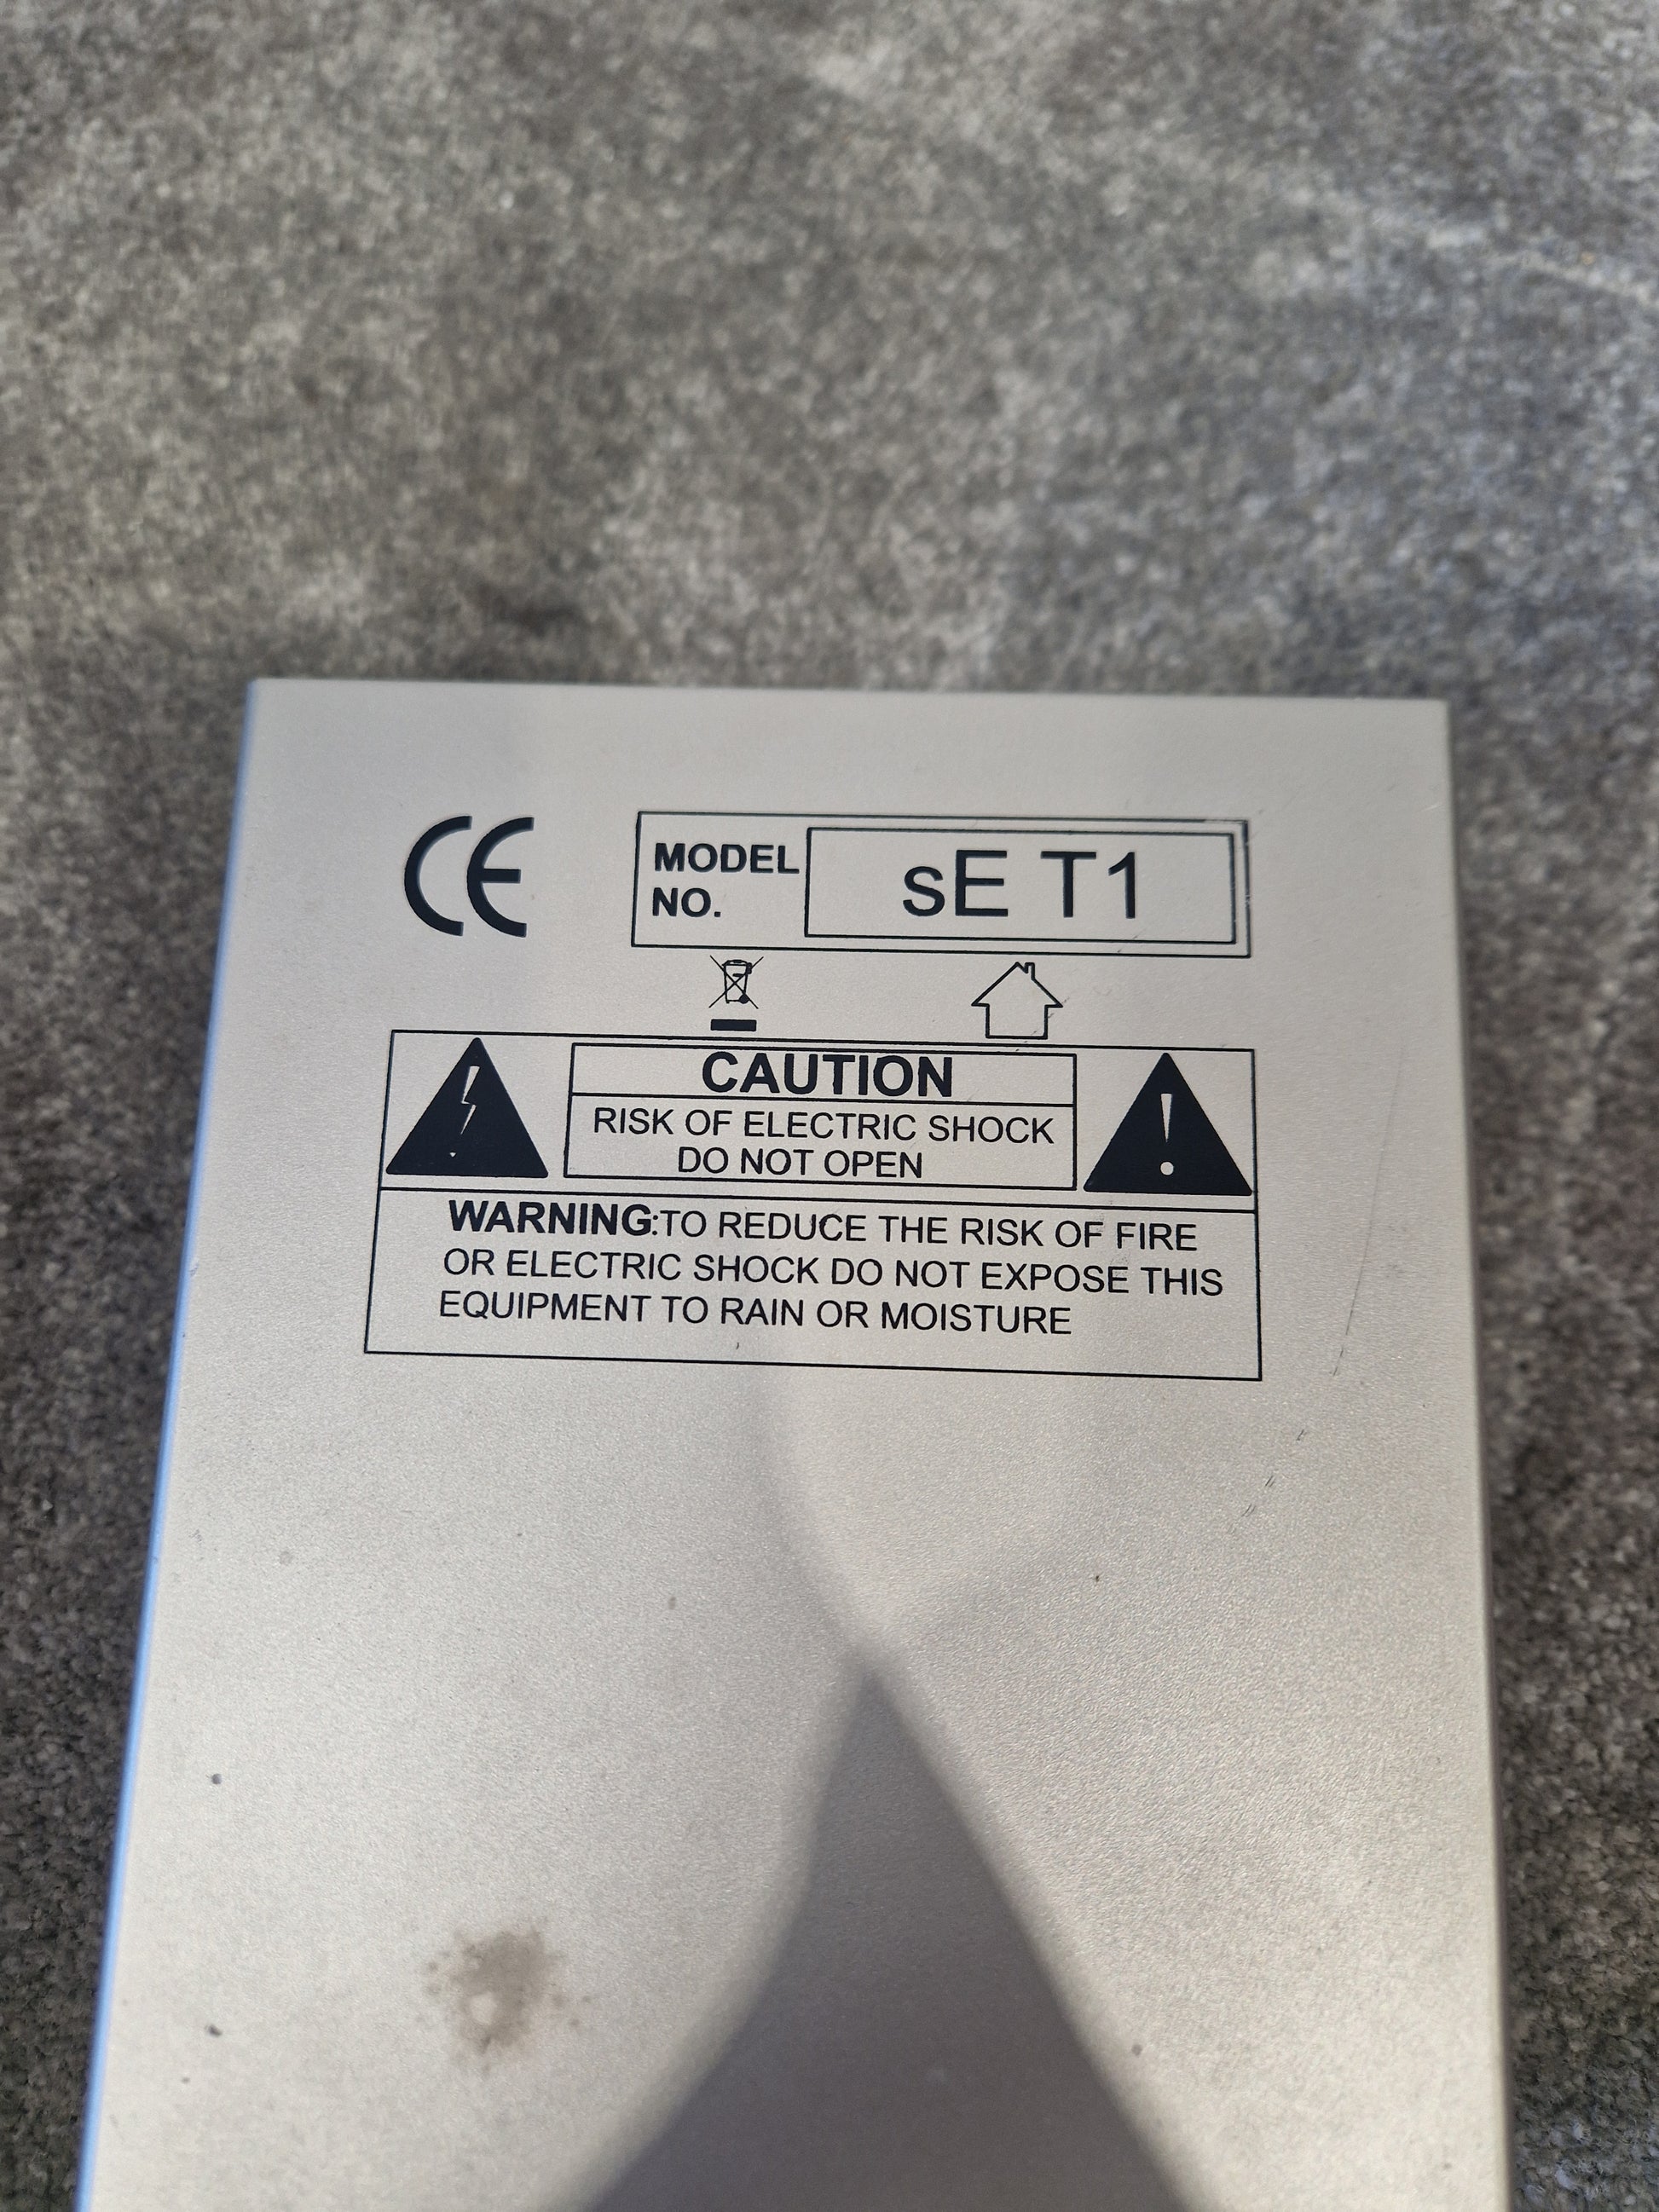 CE
MODEL
NO.
sE T1
CAUTION
RISK OF ELECTRIC SHOCK
DO NOT OPEN
WARNING:TO REDUCE THE RISK OF FIRE
OR ELECTRIC SHOCK DO NOT EXPOSE THIS
EQUIPMENT TO RAIN OR MOISTURE